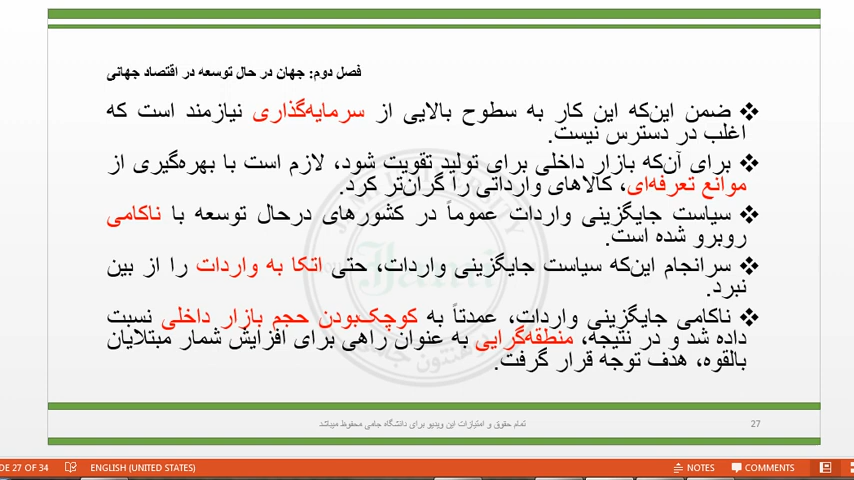 فصل دوم: جهان در حال توسعه در اقتصاد جهانی
❖ ضمن این‌که این کار به سطوح بالایی از سرمایه‌گذاری نیازمند است که
اغلب در دسترس نیست.
❖ برای آن‌که بازار داخلی برای تولید تقویت شود، لازم است با بهره‌گیری از
موانع تعرفه‌ای، کالاهای وارداتی را گران‌تر کرد.
❖ سیاست جایگزینی واردات عموماً در کشورهای درحال توسعه با ناکامی
روبرو شده است.
❖ سرانجام این‌که سیاست جایگزینی واردات، حتی اتکا به واردات را از بین
نبرد.
❖ ناکامی جایگزینی واردات، عمدتاً به کوچک‌بودن حجم بازار داخلی نسبت
داده شد و در نتیجه، منطقه‌گرایی به عنوان راهی برای افزایش شمار مبتلایان
بالقوه، هدف توجه قرار گرفت.
تمام حقوق و امتیازات این ویدیو برای دانشگاه جامی محفوظ میباشد
27
DE 27 OF 34 ENGLISH (UNITED STATES) NOTES COMMENTS